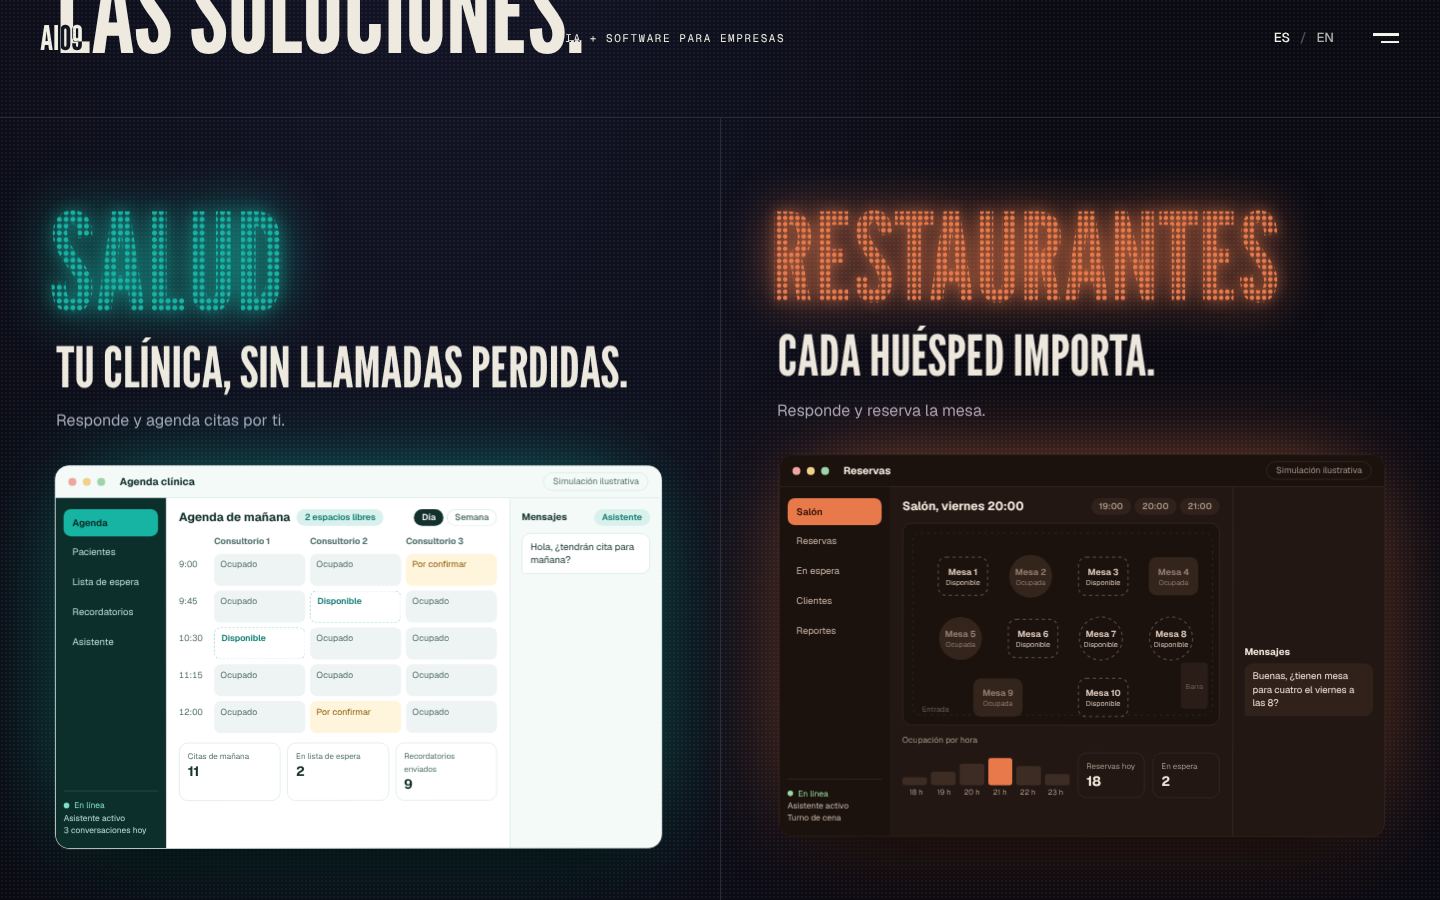 LAS SOLUCIONES.
AI09
IA + SOFTWARE PARA EMPRESAS
ES / EN
SALUD
TU CLÍNICA, SIN LLAMADAS PERDIDAS.
Responde y agenda citas por ti.
Agenda clínica
Simulación ilustrativa
Agenda
Pacientes
Lista de espera
Recordatorios
Asistente
En línea
Asistente activo
3 conversaciones hoy
Agenda de mañana
2 espacios libres
Día
Semana
Consultorio 1
Consultorio 2
Consultorio 3
9:00
Ocupado
Ocupado
Por confirmar
9:45
Ocupado
Disponible
Ocupado
10:30
Disponible
Ocupado
Ocupado
11:15
Ocupado
Ocupado
Ocupado
12:00
Ocupado
Por confirmar
Ocupado
Citas de mañana
11
En lista de espera
2
Recordatorios
enviados
9
Mensajes
Asistente
Hola, ¿tendrán cita para
mañana?
RESTAURANTES
CADA HUÉSPED IMPORTA.
Responde y reserva la mesa.
Reservas
Simulación ilustrativa
Salón
Reservas
En espera
Clientes
Reportes
En línea
Asistente activo
Turno de cena
Salón, viernes 20:00
19:00
20:00
21:00
Mesa 1
Disponible
Mesa 2
Ocupada
Mesa 3
Disponible
Mesa 4
Ocupada
Mesa 5
Ocupada
Mesa 6
Disponible
Mesa 7
Disponible
Mesa 8
Disponible
Mesa 9
Ocupada
Mesa 10
Disponible
Barra
Entrada
Ocupación por hora
18 h
19 h
20 h
21 h
22 h
23 h
Reservas hoy
18
En espera
2
Mensajes
Buenas, ¿tienen mesa
para cuatro el viernes a
las 8?